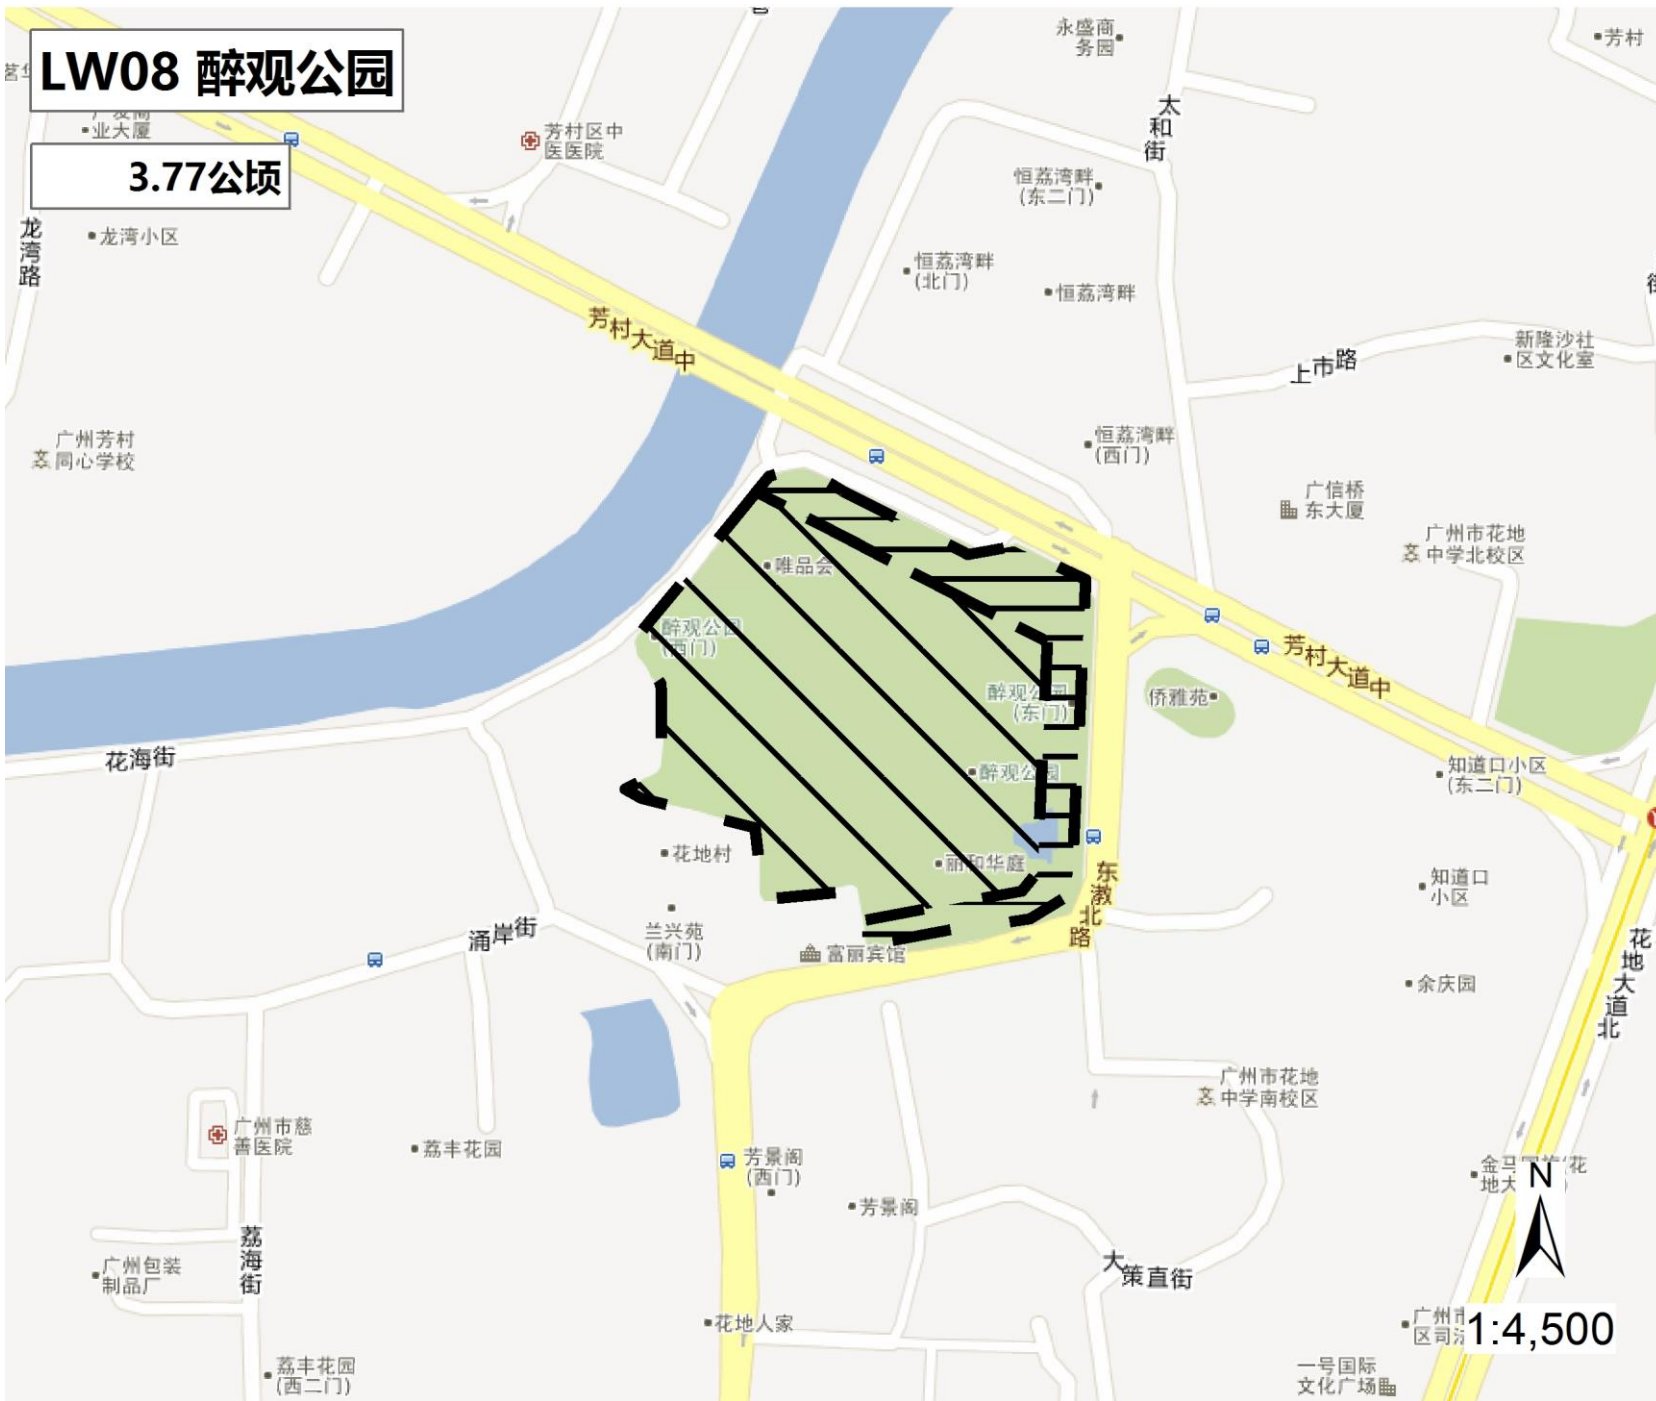 LW08 醉观公园
3.77公顷
业大厦
龙湾路
龙湾小区
芳村区中
医医院
永盛商
务园
芳村
太和街
恒荔湾畔
(东二门)
恒荔湾畔
(北门)
恒荔湾畔
芳村大道中
上市路
新隆沙社
区文化室
广州芳村
同心学校
恒荔湾畔
(西门)
广信桥
东大厦
广州市花地
中学北校区
唯品会
醉观公园
(西门)
芳村大道中
醉观公园
(东门)
侨雅苑
花海街
醉观公园
知道口小区
(东二门)
花地村
丽和华庭
东漖北路
知道口
小区
兰兴苑
(南门)
涌岸街
富丽宾馆
花地大道北
余庆园
广州市花地
中学南校区
广州市慈
善医院
荔丰花园
芳景阁
(西门)
芳景阁
N
荔海街
广州包装
制品厂
大策直街
花地人家
1:4,500
荔丰花园
(西二门)
一号国际
文化广场